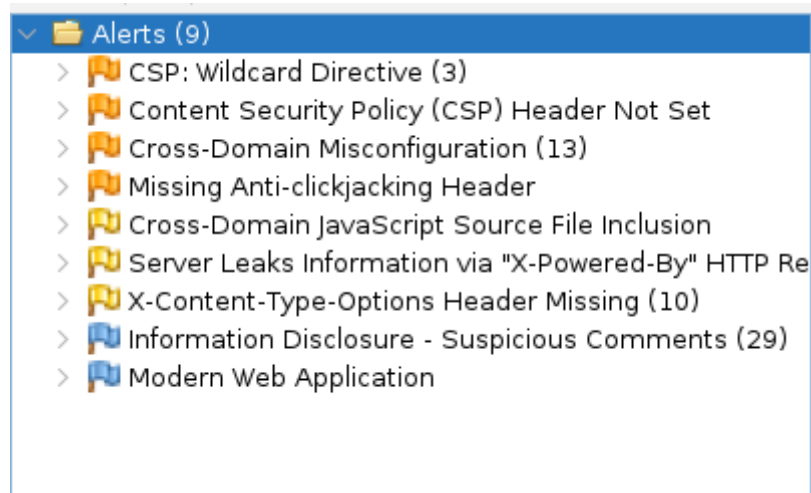 Alerts (9)
CSP: Wildcard Directive (3)
Content Security Policy (CSP) Header Not Set
Cross-Domain Misconfiguration (13)
Missing Anti-clickjacking Header
Cross-Domain JavaScript Source File Inclusion
Server Leaks Information via "X-Powered-By" HTTP Re
X-Content-Type-Options Header Missing (10)
Information Disclosure - Suspicious Comments (29)
Modern Web Application